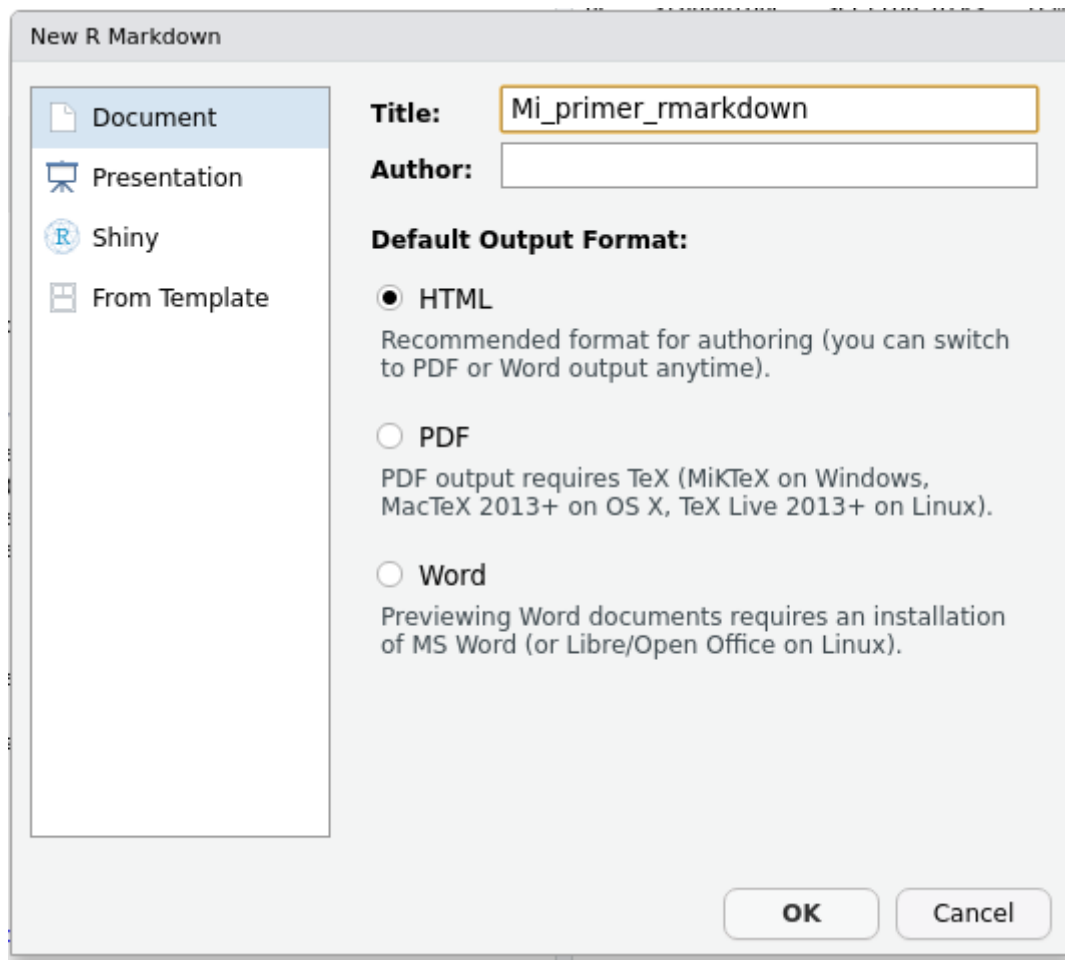 New R Markdown
Document
Presentation
R Shiny
From Template
Title: Mi_primer_rmarkdown
Author:
Default Output Format:
HTML
Recommended format for authoring (you can switch
to PDF or Word output anytime).
PDF
PDF output requires TeX (MiKTeX on Windows,
MacTeX 2013+ on OS X, TeX Live 2013+ on Linux).
Word
Previewing Word documents requires an installation
of MS Word (or Libre/Open Office on Linux).
OK
Cancel